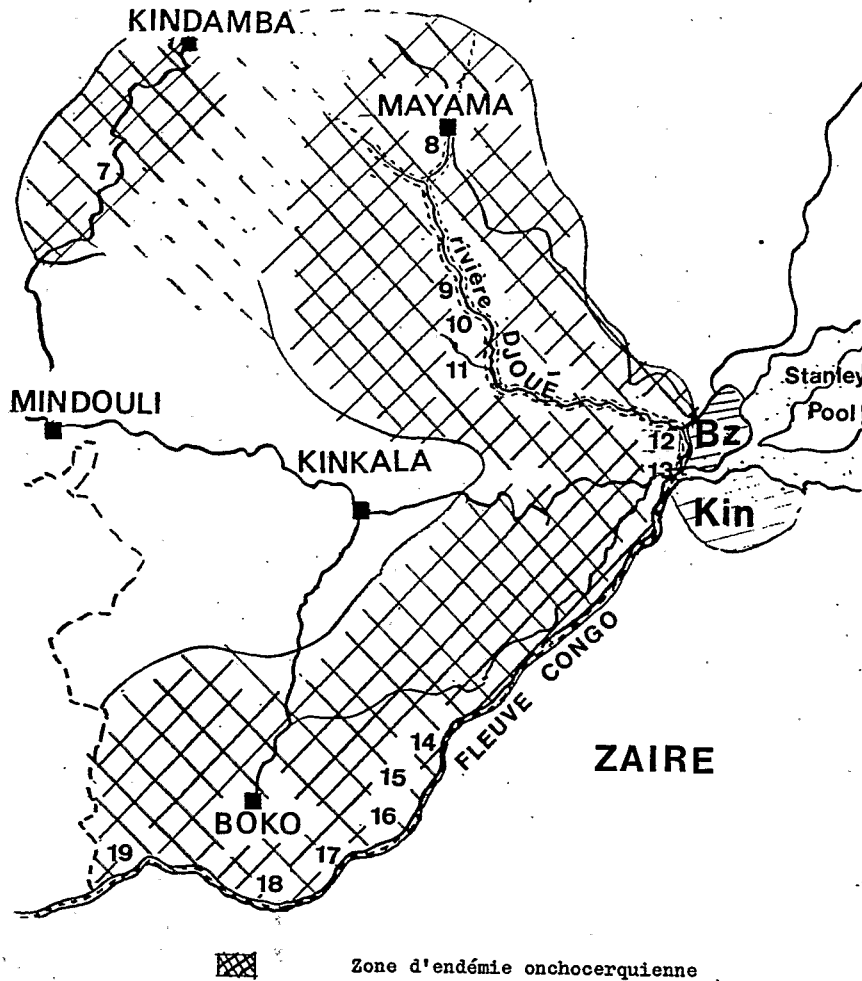 KINDAMBA
MAYAMA
8
7
rivière
9
10
DJOUÉ
11
Stanley
Pool
MINDOULI
12
Bz
KINKALA
13
Kin
FLEUVE CONGO
14
ZAIRE
15
16
BOKO
17
19
18
Zone d'endémie onchocerquienne